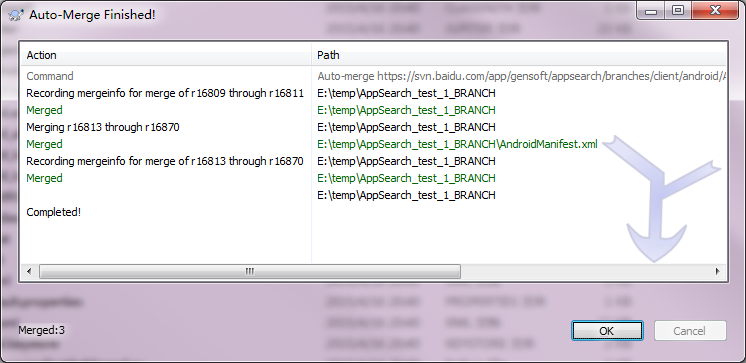 Auto-Merge Finished!
Action Path
Command Auto-merge https://svn.baidu.com/app/gensoft/appsearch/branches/client/android/A
Recording mergeinfo for merge of r16809 through r16811 E:\temp\AppSearch_test_1_BRANCH
Merged E:\temp\AppSearch_test_1_BRANCH
Merging r16813 through r16870 E:\temp\AppSearch_test_1_BRANCH
Merged E:\temp\AppSearch_test_1_BRANCH\AndroidManifest.xml
Recording mergeinfo for merge of r16813 through r16870 E:\temp\AppSearch_test_1_BRANCH
Merged E:\temp\AppSearch_test_1_BRANCH
E:\temp\AppSearch_test_1_BRANCH
Completed!
Merged:3
OK Cancel